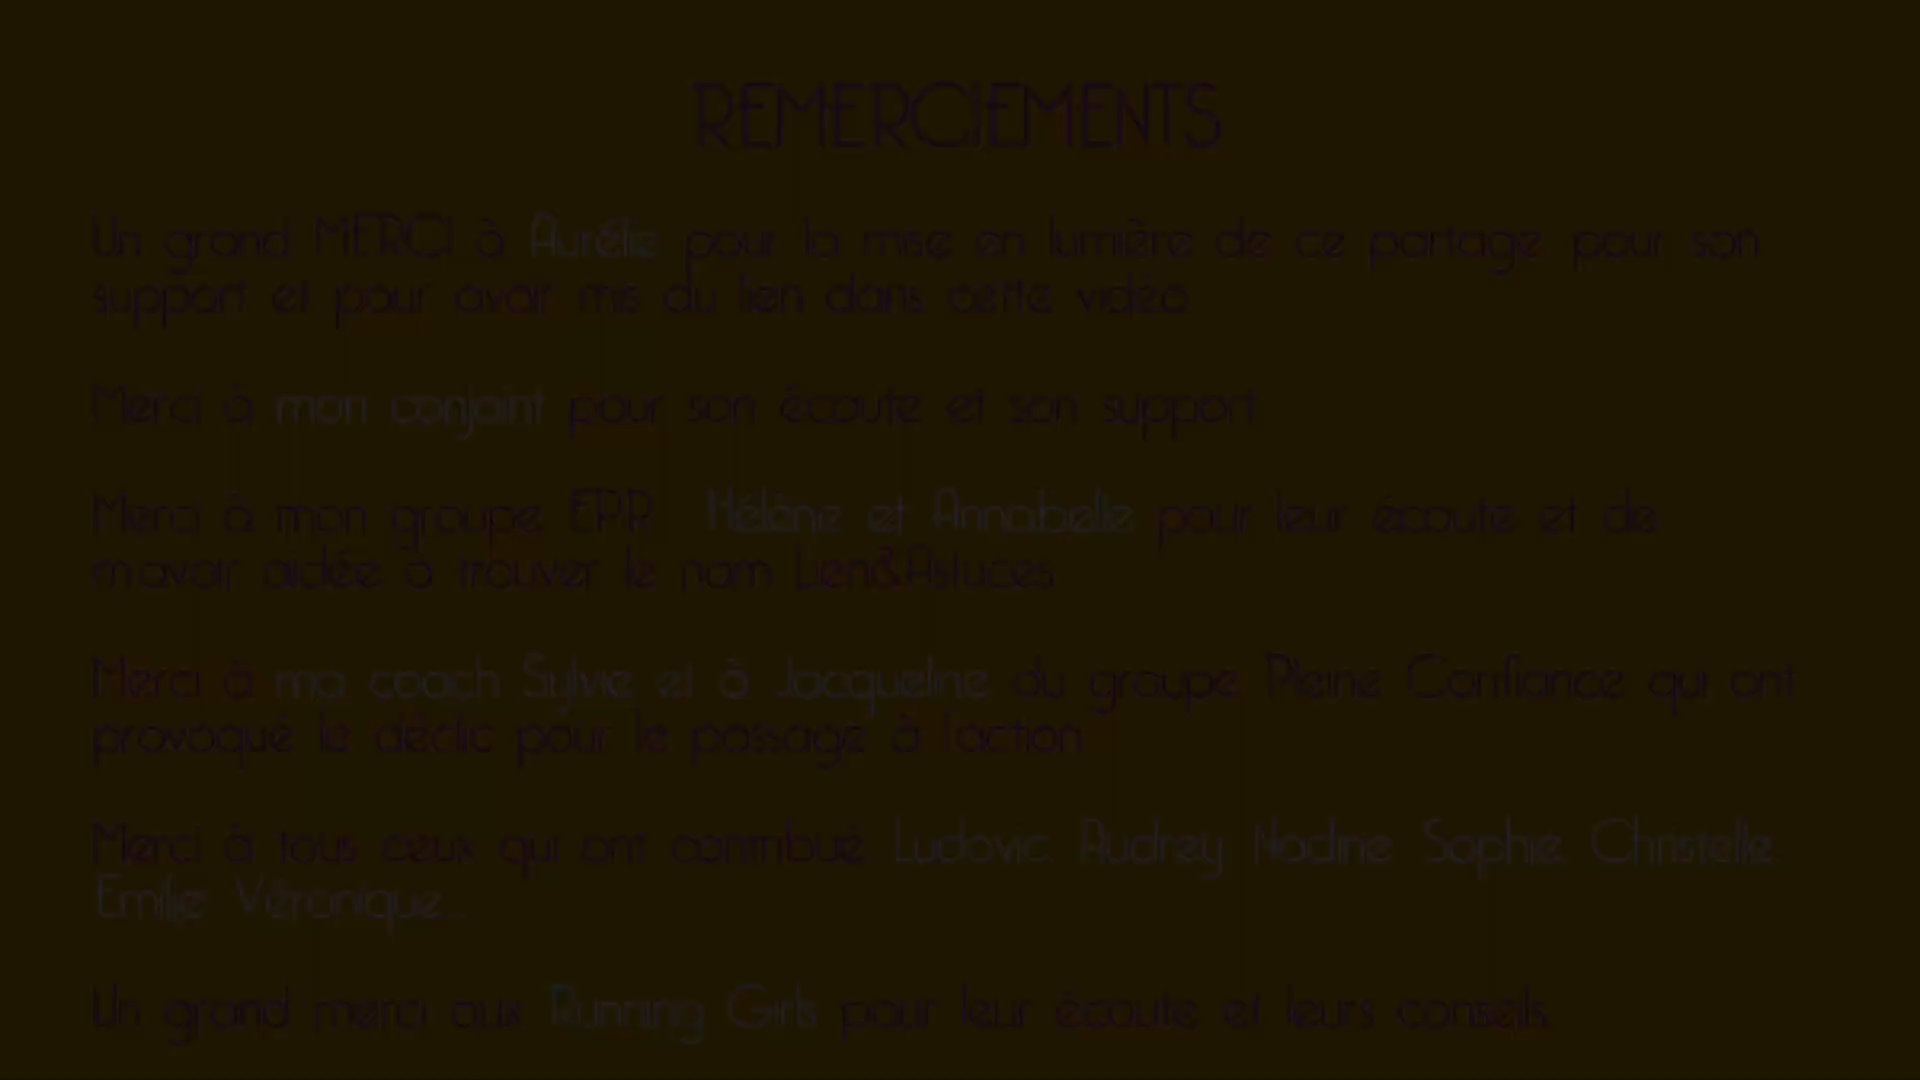 REMERCIEMENTS
Un grand MERCI à Aurélie pour la mise en lumière de ce partage, pour son
support et pour avoir mis du lien dans cette vidéo
Merci à mon conjoint pour son écoute et son support
Merci à mon groupe EPP Hélène et Annabelle pour leur écoute et de
m'avoir aidée à trouver le nom Lien&Astuces
Merci à ma coach Sylvie et à Jacqueline du groupe Pleine Confiance qui ont
provoqué le déclic pour le passage à l'action
Merci à tous ceux qui ont contribué Ludovic, Audrey Nadine Sophie Christelle
Emilie Véronique...
Un grand merci aux Running Girls pour leur écoute et leurs conseils